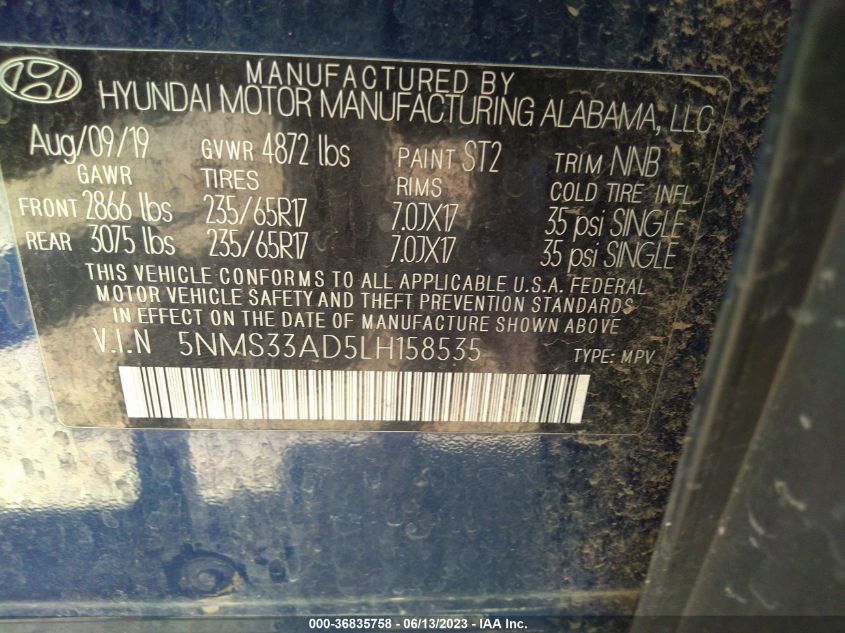 MANUFACTURED BY
HYUNDAI MOTOR MANUFACTURING ALABAMA, LLC
Aug/09/19 GVWR 4872 lbs PAINT ST2 TRIM NNB
GAWR TIRES RIMS COLD TIRE INFL.
FRONT 2866 lbs 235/65R17 7.0JX17 35 psi SINGLE
REAR 3075 lbs 235/65R17 7.0JX17 35 psi SINGLE
THIS VEHICLE CONFORMS TO ALL APPLICABLE U.S.A. FEDERAL
MOTOR VEHICLE SAFETY AND THEFT PREVENTION STANDARDS
IN EFFECT ON THE DATE OF MANUFACTURE SHOWN ABOVE.
V.I.N 5NMS33AD5LH158535 TYPE: MPV
000-36835758 - 06/13/2023 - IAA Inc.